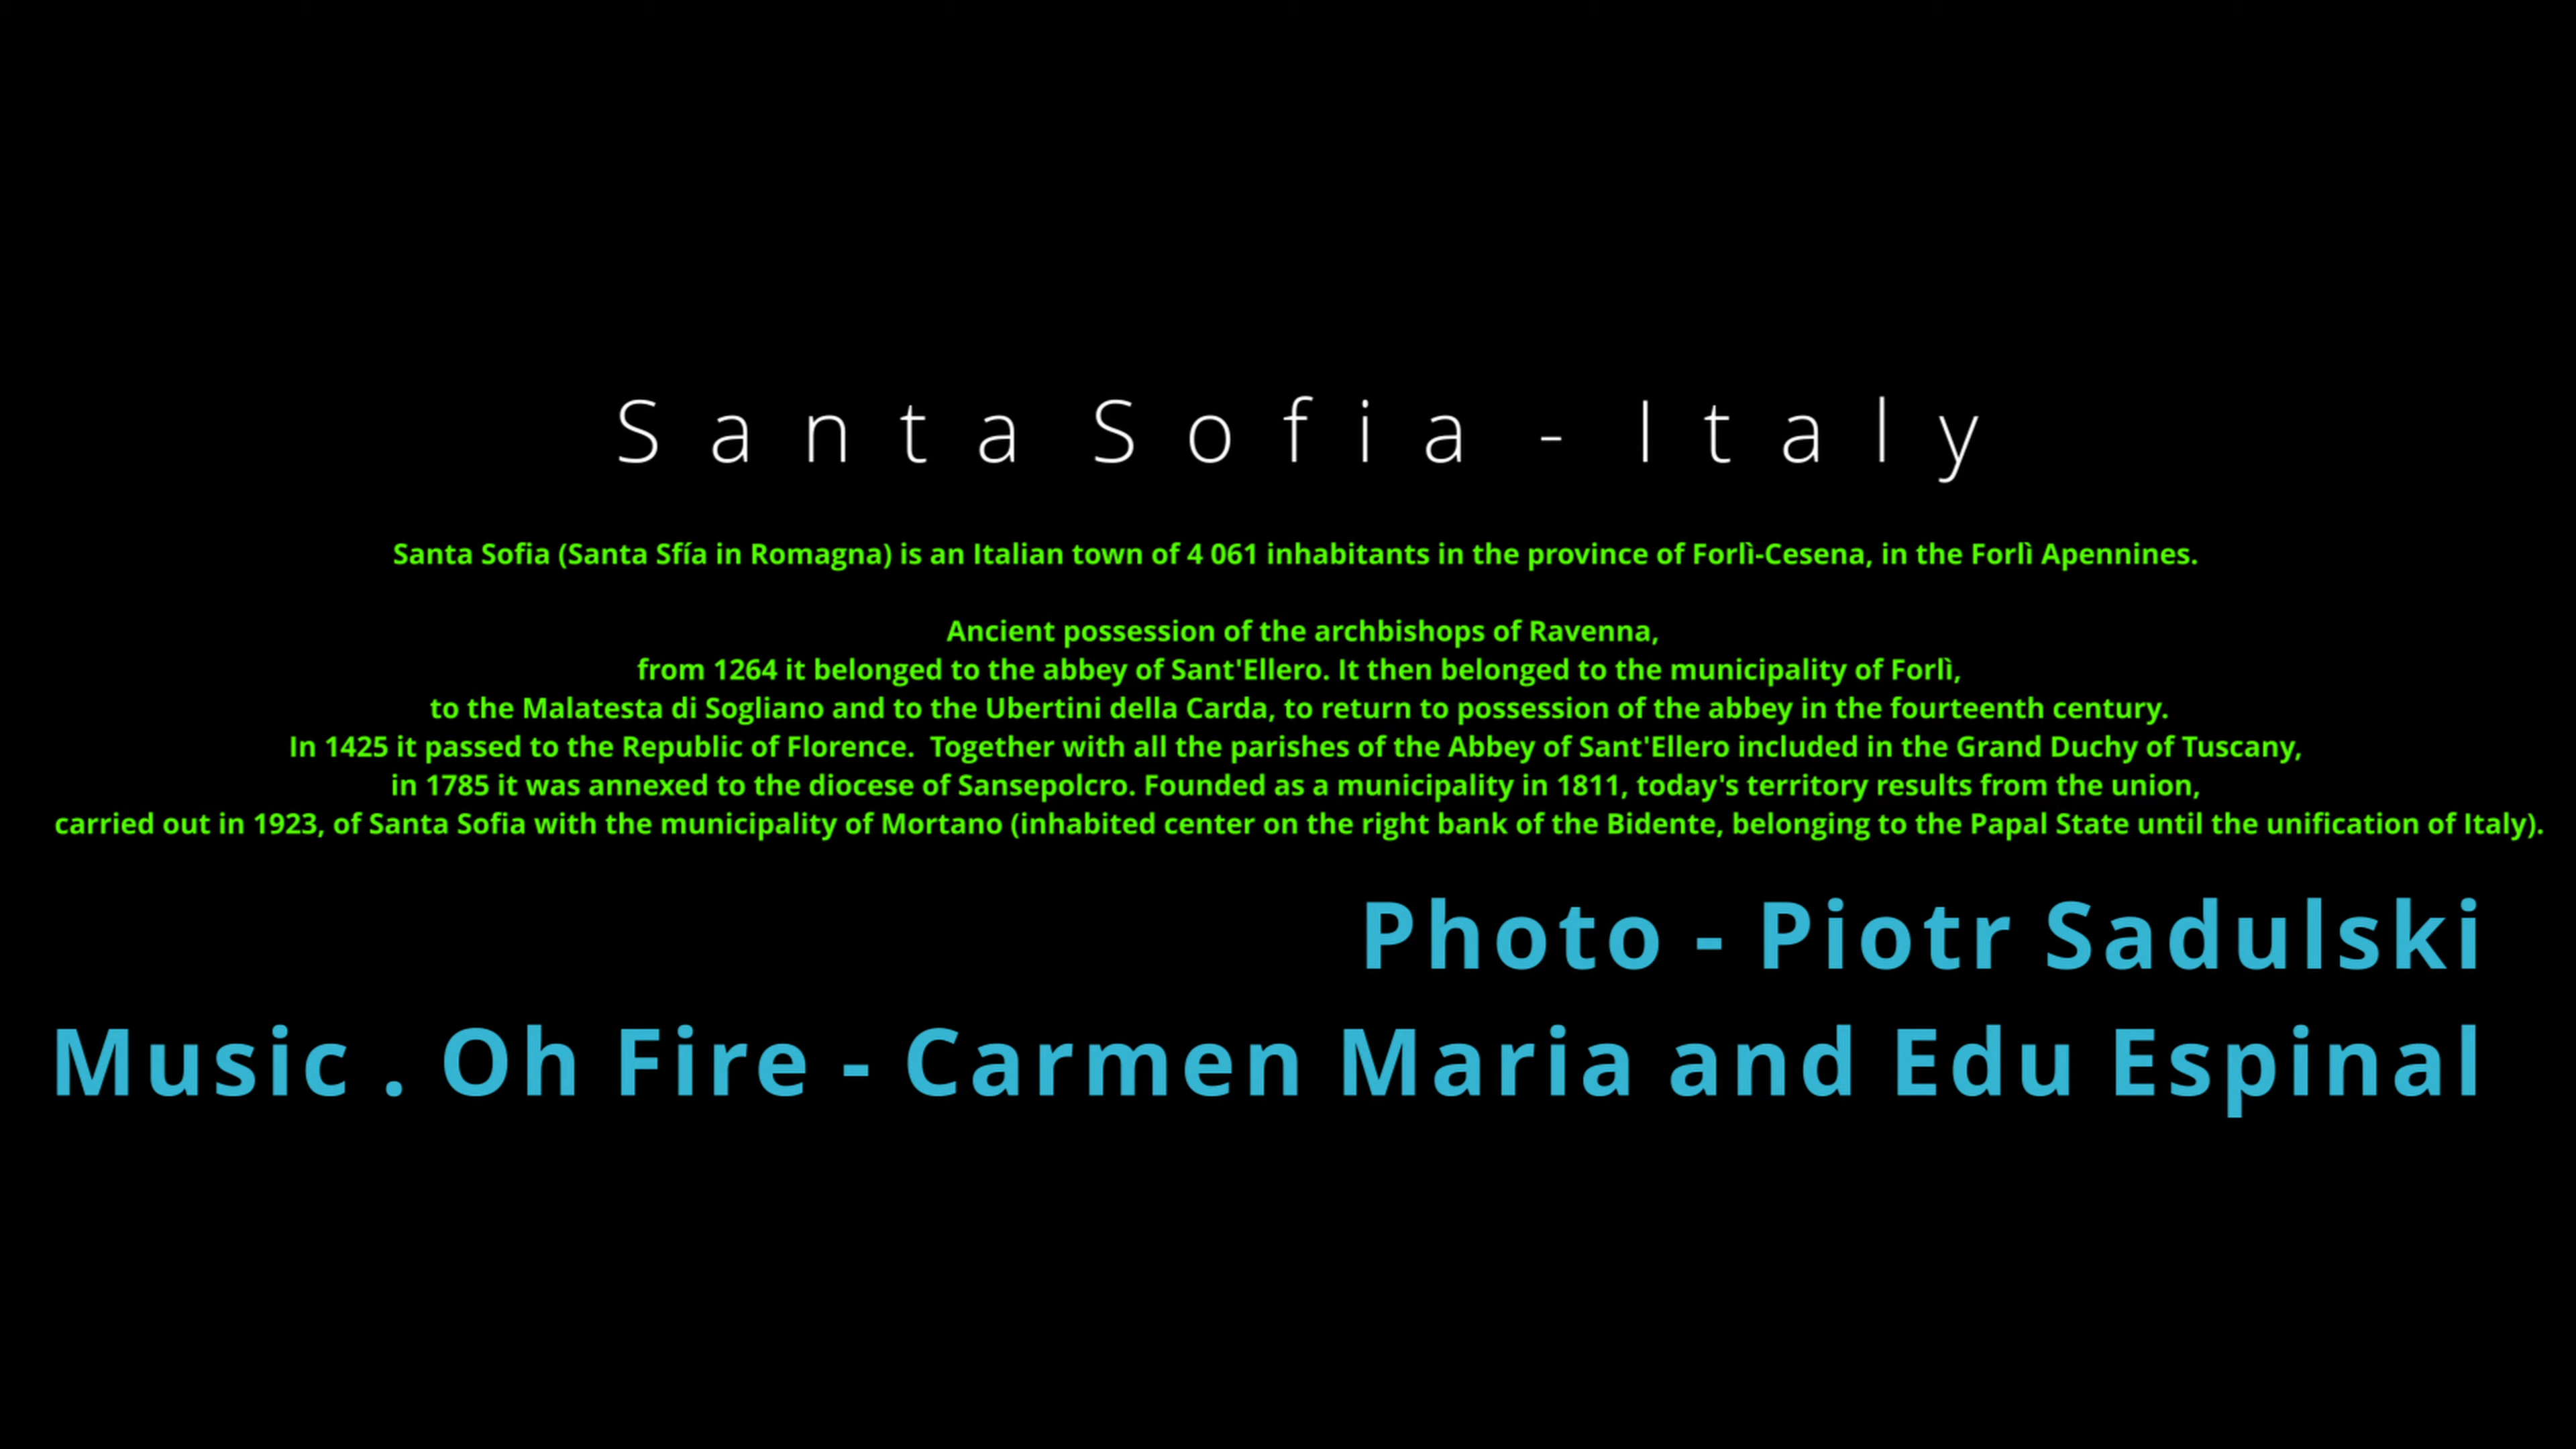 Santa Sofia - Italy
Santa Sofia (Santa Sfía in Romagna) is an Italian town of 4 061 inhabitants in the province of Forlì-Cesena, in the Forlì Apennines.
Ancient possession of the archbishops of Ravenna,
from 1264 it belonged to the abbey of Sant'Ellero. It then belonged to the municipality of Forlì,
to the Malatesta di Sogliano and to the Ubertini della Carda, to return to possession of the abbey in the fourteenth century.
In 1425 it passed to the Republic of Florence.  Together with all the parishes of the Abbey of Sant'Ellero included in the Grand Duchy of Tuscany,
in 1785 it was annexed to the diocese of Sansepolcro. Founded as a municipality in 1811, today's territory results from the union,
carried out in 1923, of Santa Sofia with the municipality of Mortano (inhabited center on the right bank of the Bidente, belonging to the Papal State until the unification of Italy).
Photo - Piotr Sadulski
Music . Oh Fire - Carmen Maria and Edu Espinal